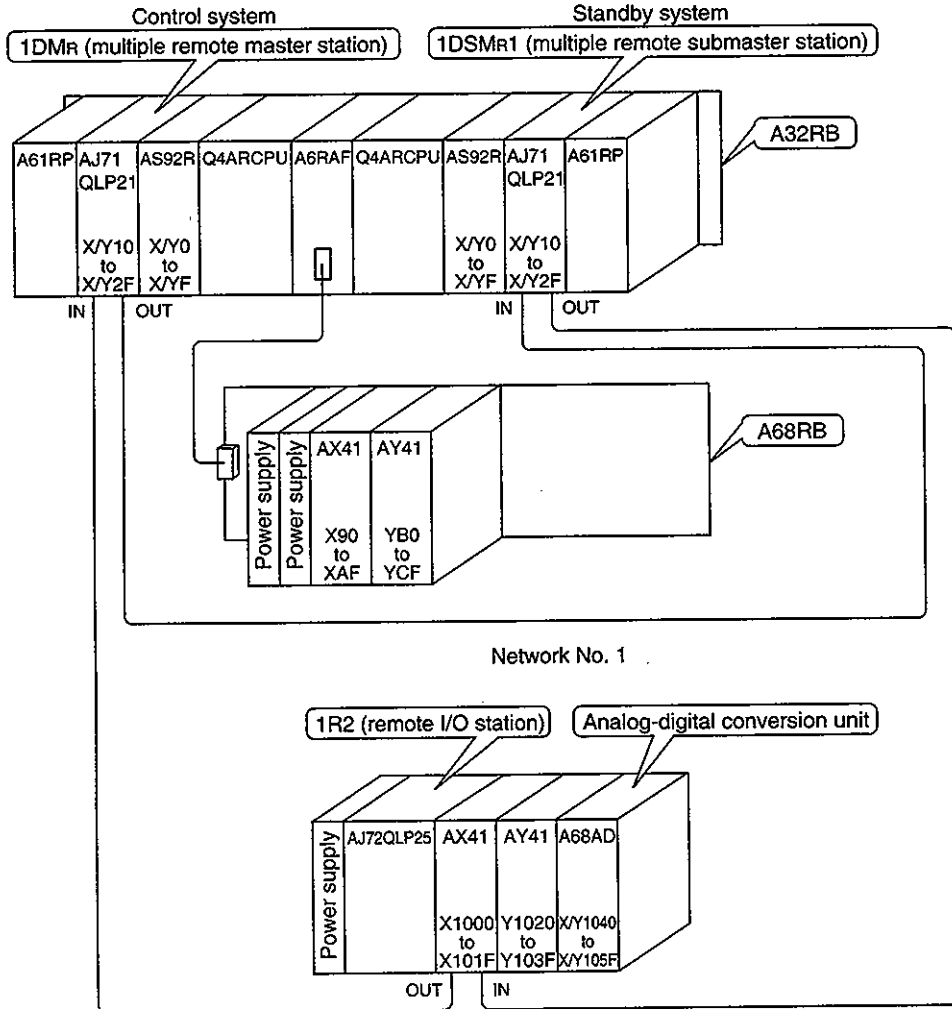 Control system
Standby system
1DMR (multiple remote master station)
1DSMR1 (multiple remote submaster station)
A32RB
A61RP
AJ71
QLP21
X/Y10
to
X/Y2F
AS92R
X/Y0
to
X/YF
Q4ARCPU
A6RAF
Q4ARCPU
AS92R
X/Y0
to
X/YF
AJ71
QLP21
X/Y10
to
X/Y2F
A61RP
IN
OUT
IN
OUT
A68RB
Power supply
Power supply
AX41
X90
to
XAF
AY41
YB0
to
YCF
Network No. 1
1R2 (remote I/O station)
Analog-digital conversion unit
Power supply
AJ72QLP25
AX41
X1000
to
X101F
AY41
Y1020
to
Y103F
A68AD
X/Y1040
to
X/Y105F
OUT
IN